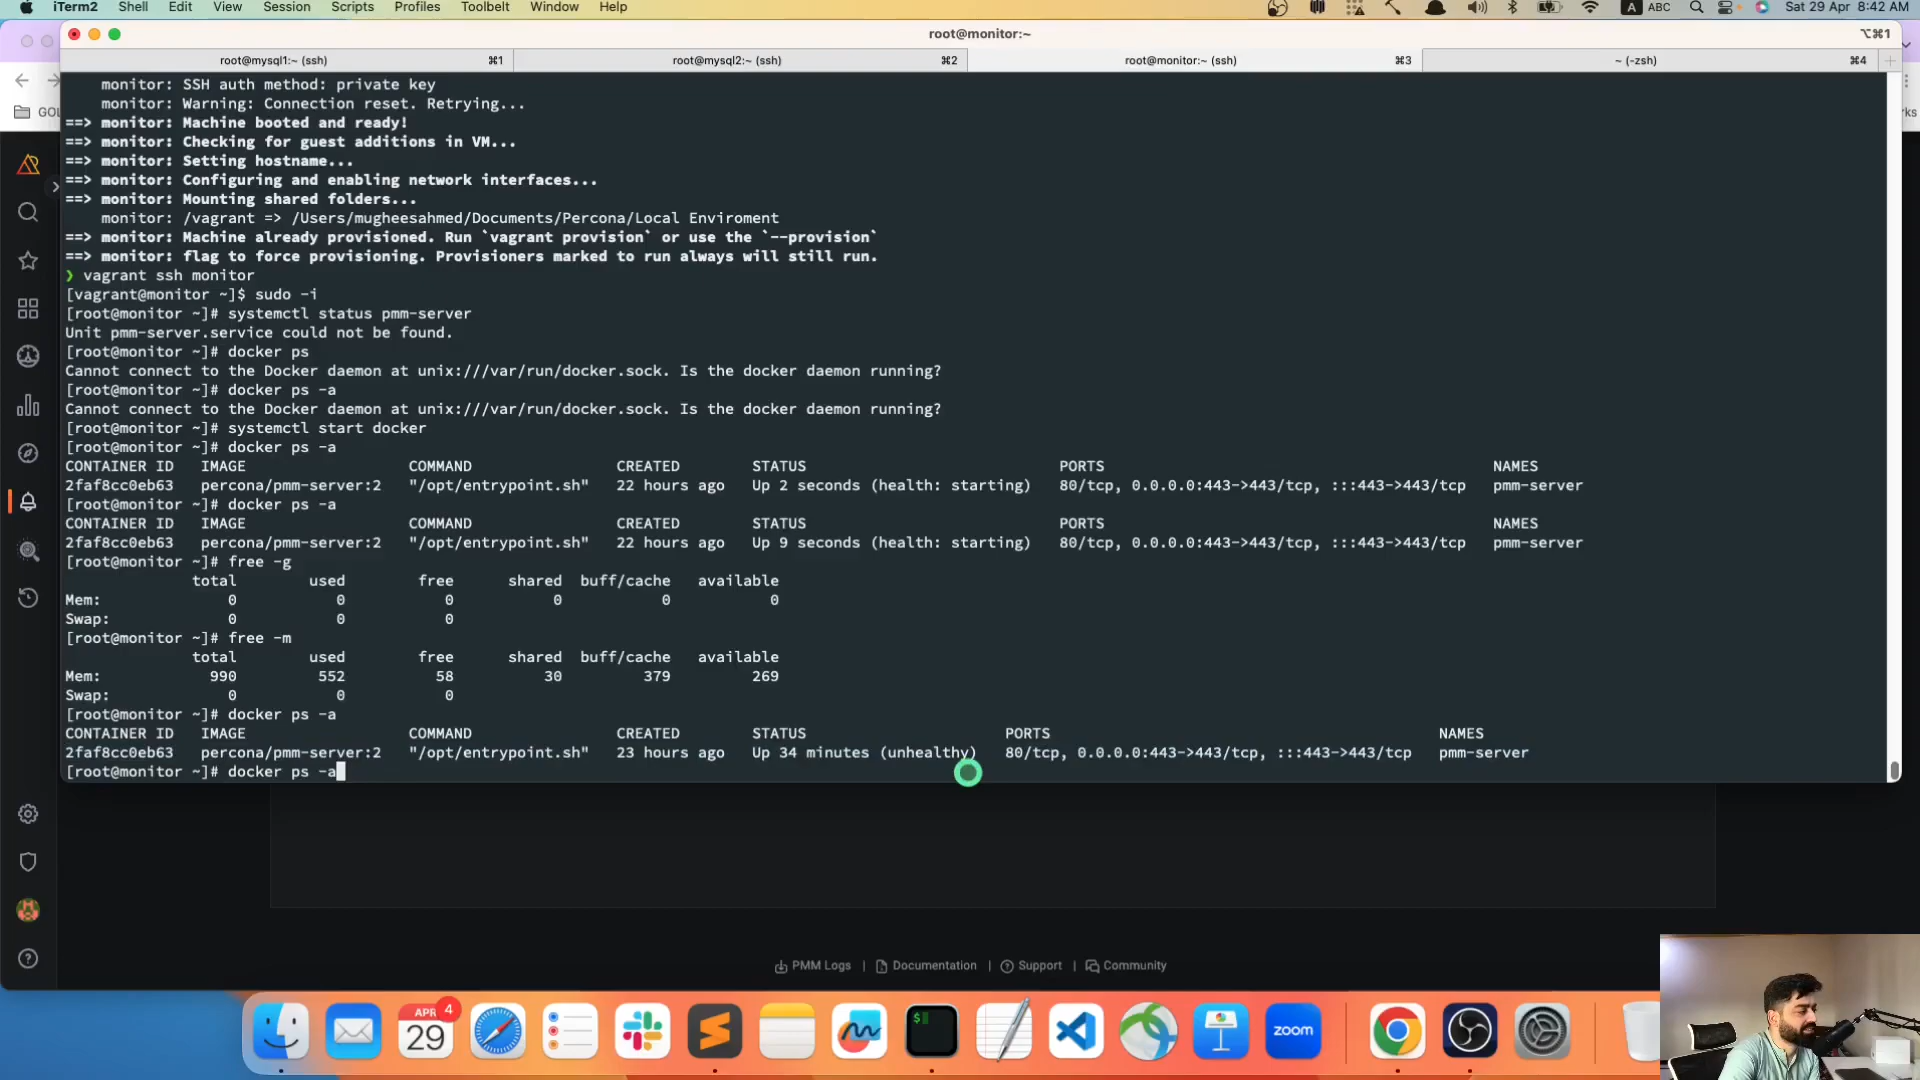 iTerm2 Shell Edit View Session Scripts Profiles Toolbelt Window Help A ABC Sat 29 Apr 8:42 AM
root@monitor:~ ⌥⌘1
root@mysql1:~ (ssh) ⌘1 root@mysql2:~ (ssh) ⌘2 root@monitor:~ (ssh) ⌘3 ~ (-zsh) ⌘4
monitor: SSH auth method: private key
monitor: Warning: Connection reset. Retrying...
==> monitor: Machine booted and ready!
==> monitor: Checking for guest additions in VM...
==> monitor: Setting hostname...
==> monitor: Configuring and enabling network interfaces...
==> monitor: Mounting shared folders...
monitor: /vagrant => /Users/mugheesahmed/Documents/Percona/Local Enviroment
==> monitor: Machine already provisioned. Run `vagrant provision` or use the `--provision`
==> monitor: flag to force provisioning. Provisioners marked to run always will still run.
❯ vagrant ssh monitor
[vagrant@monitor ~]$ sudo -i
[root@monitor ~]# systemctl status pmm-server
Unit pmm-server.service could not be found.
[root@monitor ~]# docker ps
Cannot connect to the Docker daemon at unix:///var/run/docker.sock. Is the docker daemon running?
[root@monitor ~]# docker ps -a
Cannot connect to the Docker daemon at unix:///var/run/docker.sock. Is the docker daemon running?
[root@monitor ~]# systemctl start docker
[root@monitor ~]# docker ps -a
CONTAINER ID IMAGE COMMAND CREATED STATUS PORTS NAMES
2faf8cc0eb63 percona/pmm-server:2 "/opt/entrypoint.sh" 22 hours ago Up 2 seconds (health: starting) 80/tcp, 0.0.0.0:443->443/tcp, :::443->443/tcp pmm-server
[root@monitor ~]# docker ps -a
CONTAINER ID IMAGE COMMAND CREATED STATUS PORTS NAMES
2faf8cc0eb63 percona/pmm-server:2 "/opt/entrypoint.sh" 22 hours ago Up 9 seconds (health: starting) 80/tcp, 0.0.0.0:443->443/tcp, :::443->443/tcp pmm-server
[root@monitor ~]# free -g
total used free shared buff/cache available
Mem: 0 0 0 0 0 0
Swap: 0 0 0
[root@monitor ~]# free -m
total used free shared buff/cache available
Mem: 990 552 58 30 379 269
Swap: 0 0 0
[root@monitor ~]# docker ps -a
CONTAINER ID IMAGE COMMAND CREATED STATUS PORTS NAMES
2faf8cc0eb63 percona/pmm-server:2 "/opt/entrypoint.sh" 23 hours ago Up 34 minutes (unhealthy) 80/tcp, 0.0.0.0:443->443/tcp, :::443->443/tcp pmm-server
[root@monitor ~]# docker ps -a
PMM Logs | Documentation | Support | Community
APR 29 4
zoom